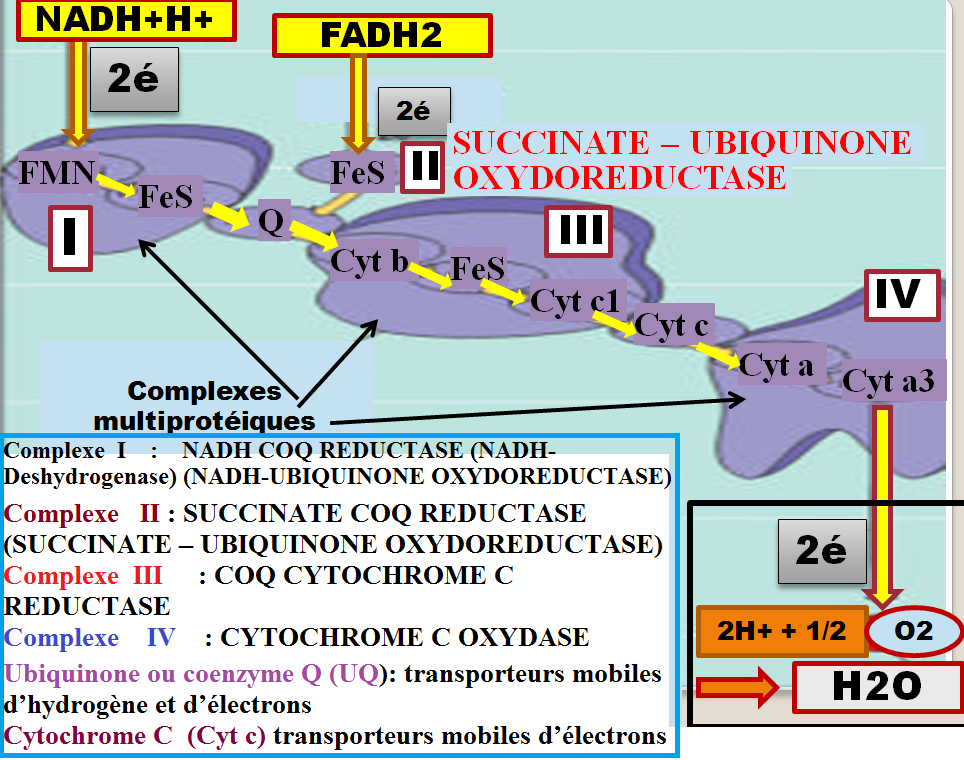 NADH+H+
FADH2
2é
2é
SUCCINATE – UBIQUINONE
OXYDOREDUCTASE
FMN
FeS
II
FeS
I
Q
III
Cyt b
FeS
Cyt c1
Cyt c
IV
Cyt a
Cyt a3
Complexes
multiprotéiques
Complexe I : NADH COQ REDUCTASE (NADH-
Deshydrogenase) (NADH-UBIQUINONE OXYDOREDUCTASE)
Complexe II : SUCCINATE COQ REDUCTASE
(SUCCINATE – UBIQUINONE OXYDOREDUCTASE)
Complexe III : COQ CYTOCHROME C
REDUCTASE
Complexe IV : CYTOCHROME C OXYDASE
Ubiquinone ou coenzyme Q (UQ): transporteurs mobiles
d’hydrogène et d’électrons
Cytochrome C (Cyt c) transporteurs mobiles d’électrons
2é
2H+ + 1/2 O2
H2O